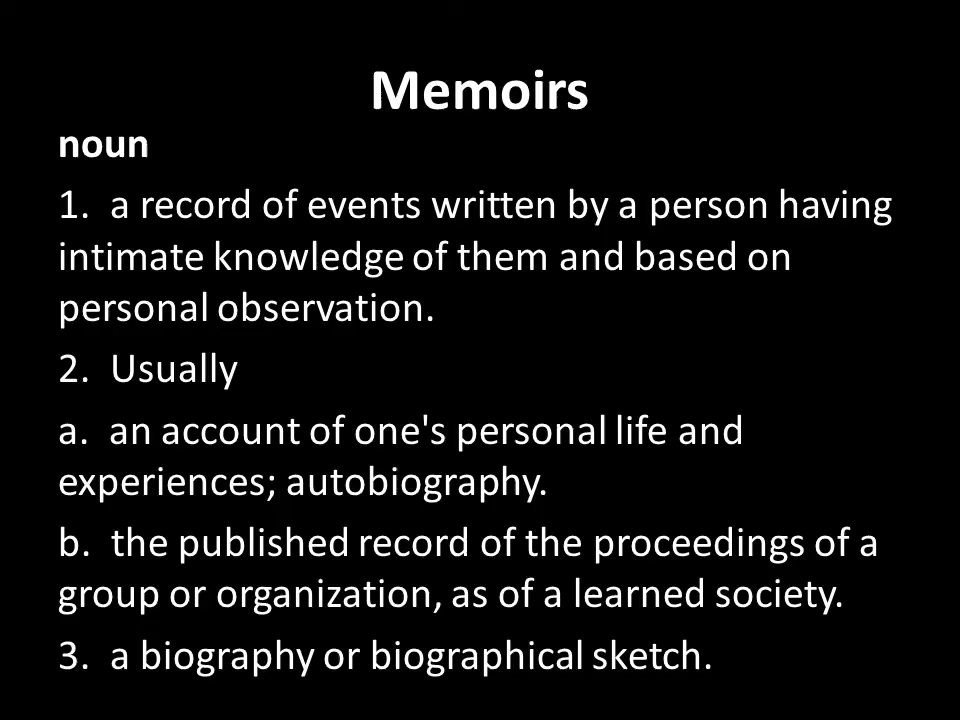 Memoirs
noun
1. a record of events written by a person having
intimate knowledge of them and based on
personal observation.
2. Usually
a. an account of one's personal life and
experiences; autobiography.
b. the published record of the proceedings of a
group or organization, as of a learned society.
3. a biography or biographical sketch.